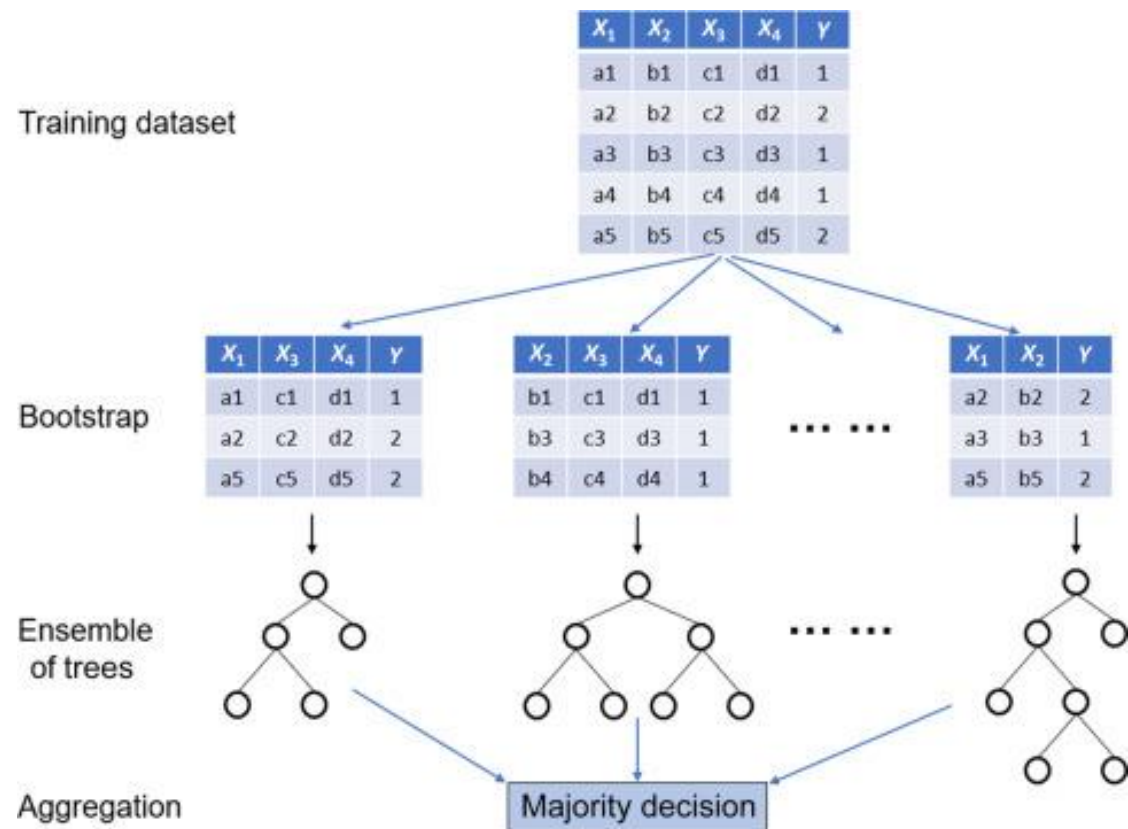 X₁ X₂ X₃ X₄ Y
a1 b1 c1 d1 1
Training dataset
a2 b2 c2 d2 2
a3 b3 c3 d3 1
a4 b4 c4 d4 1
a5 b5 c5 d5 2
X₁ X₃ X₄ Y
a1 c1 d1 1
a2 c2 d2 2
a5 c5 d5 2
X₂ X₃ X₄ Y
b1 c1 d1 1
b3 c3 d3 1
b4 c4 d4 1
... ...
X₁ X₂ Y
a2 b2 2
a3 b3 1
a5 b5 2
Bootstrap
Ensemble
of trees
... ...
Aggregation
Majority decision